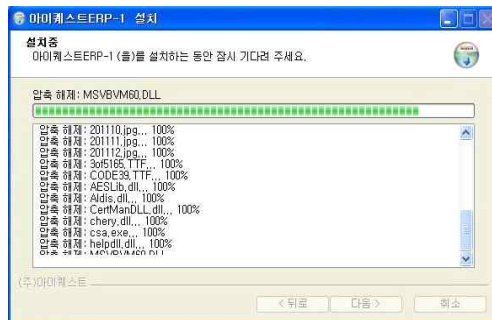 아이퀘스트ERP-1 설치
설치중
아이퀘스트ERP-1 (을)를 설치하는 동안 잠시 기다려 주세요.
압축 해제: MSVBVM60.DLL
압축 해제: 201110.jpg... 100%
압축 해제: 201111.jpg... 100%
압축 해제: 201112.jpg... 100%
압축 해제: 3of5165.TTF... 100%
압축 해제: CODE39.TTF... 100%
압축 해제: AESLib.dll... 100%
압축 해제: Aldis.dll... 100%
압축 해제: CertManDLL.dll... 100%
압축 해제: chery.dll... 100%
압축 해제: csa.exe... 100%
압축 해제: helpdll.dll... 100%
압축 해제: MSVBVM60.DLL
(주)아이퀘스트
< 뒤로
다음 >
취소